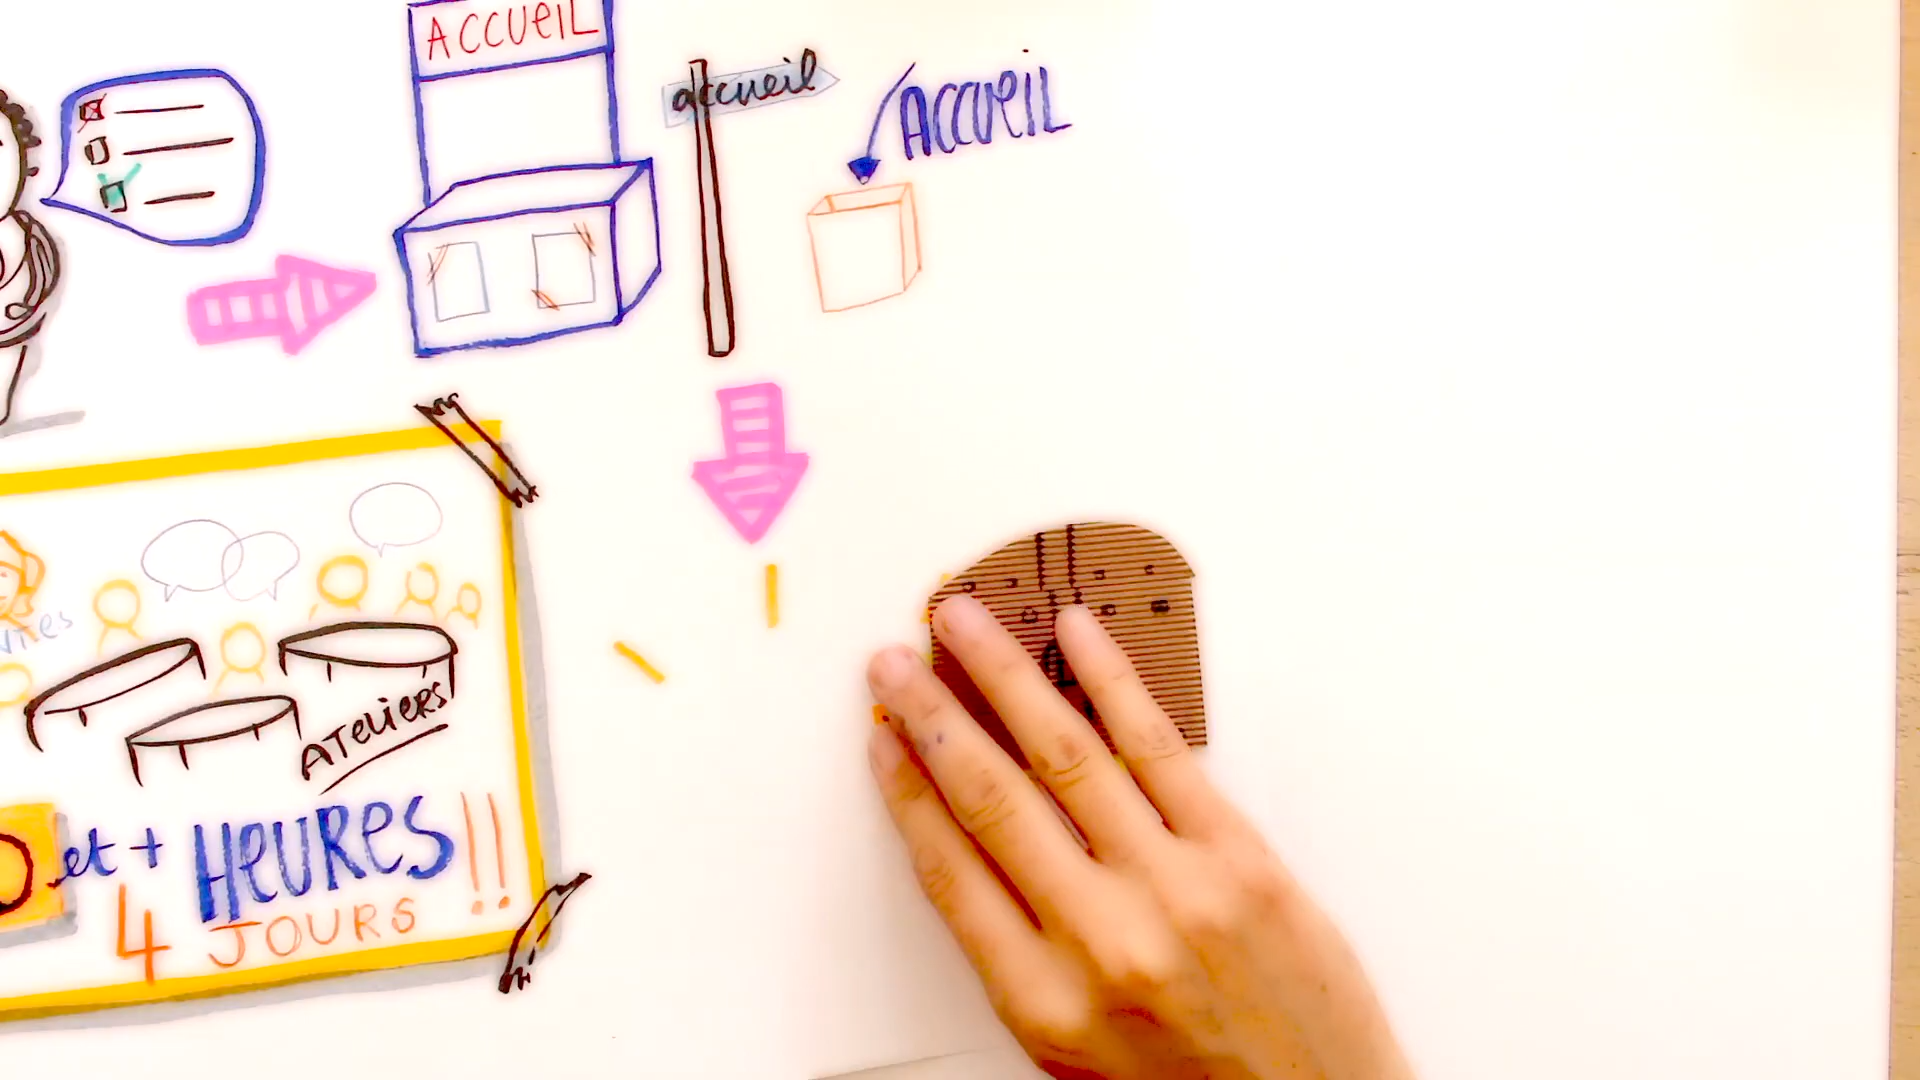 ACCUEIL
accueil
ACCUEIL
ATELIERS
et + HEURES !!
4 JOURS